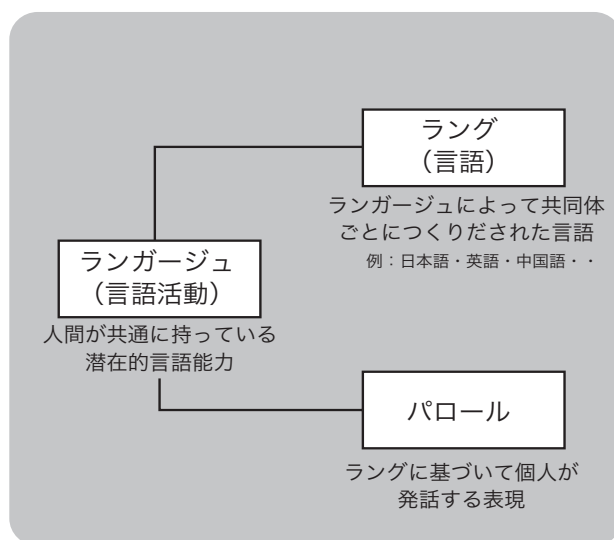 ラング
（言語）
ランガージュによって共同体
ごとにつくりだされた言語
例：日本語・英語・中国語・・
ランガージュ
（言語活動）
人間が共通に持っている
潜在的言語能力
パロール
ラングに基づいて個人が
発話する表現